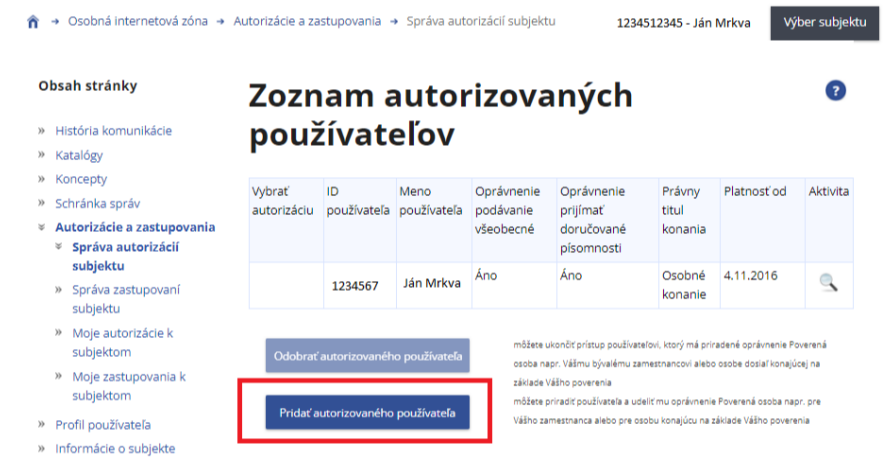 Osobná internetová zóna Autorizácie a zastupovania Správa autorizácií subjektu 1234512345 - Ján Mrkva Výber subjektu
Obsah stránky
» História komunikácie
» Katalógy
» Koncepty
» Schránka správ
Autorizácie a zastupovania
Správa autorizácií
subjektu
» Správa zastupovaní
subjektu
» Moje autorizácie k
subjektom
» Moje zastupovania k
subjektom
» Profil používateľa
» Informácie o subjekte
Zoznam autorizovaných
používateľov
?
Vybrať
autorizáciu
ID
používateľa
Meno
používateľa
Oprávnenie
podávanie
všeobecné
Oprávnenie
prijímať
doručované
písomnosti
Právny
titul
konania
Platnosť od
Aktivita
1234567
Ján Mrkva
Áno
Áno
Osobné
konanie
4.11.2016
Odobrať autorizovaného používateľa
môžete ukončiť prístup používateľovi, ktorý má priradené oprávnenie Poverená
osoba napr. Vášmu bývalému zamestnancovi alebo osobe dosiaľ konajúcej na
základe Vášho poverenia
Pridať autorizovaného používateľa
môžete priradiť používateľa a udeliť mu oprávnenie Poverená osoba napr. pre
Vášho zamestnanca alebo pre osobu konajúcu na základe Vášho poverenia